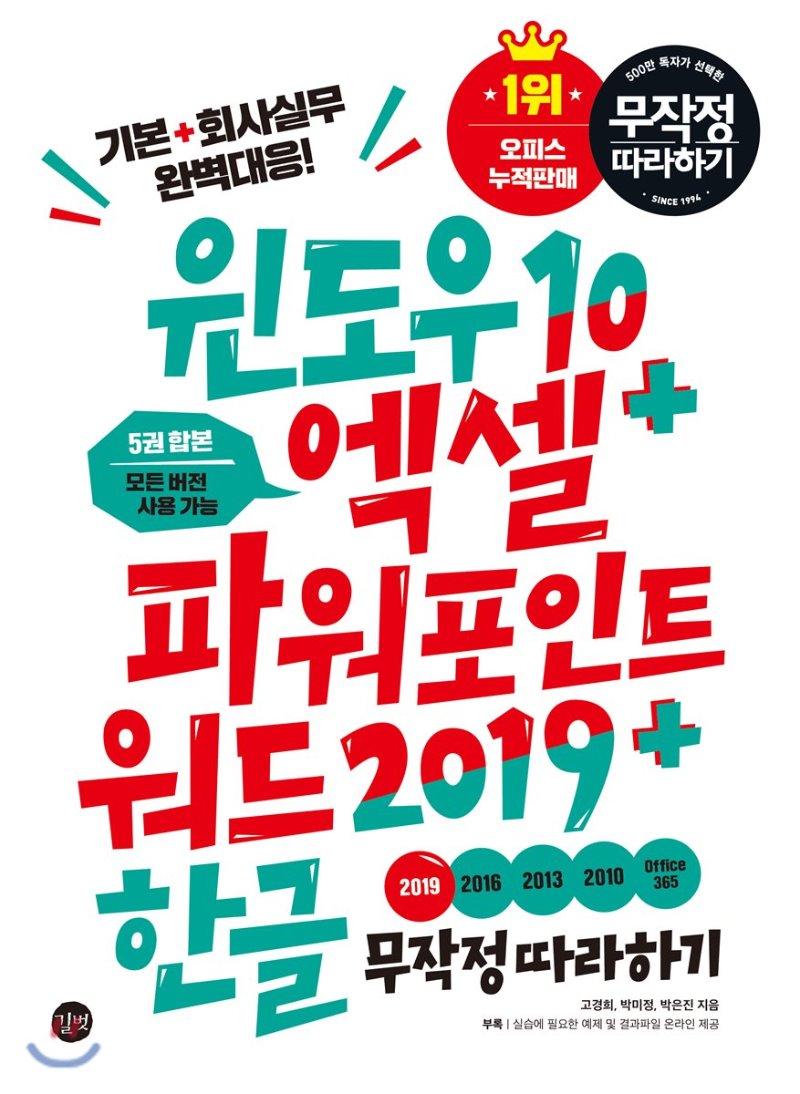 기본+회사실무
완벽대응!
1위
오피스
누적판매
500만 독자가 선택한
무작정
따라하기
SINCE 1994
윈도우10
+
엑셀
5권 합본
모든 버전
사용 가능
파워포인트
워드2019
+
한글
2019
2016
2013
2010
Office
365
무작정 따라하기
고경희, 박미정, 박은진 지음
부록 | 실습에 필요한 예제 및 결과파일 온라인 제공
길벗